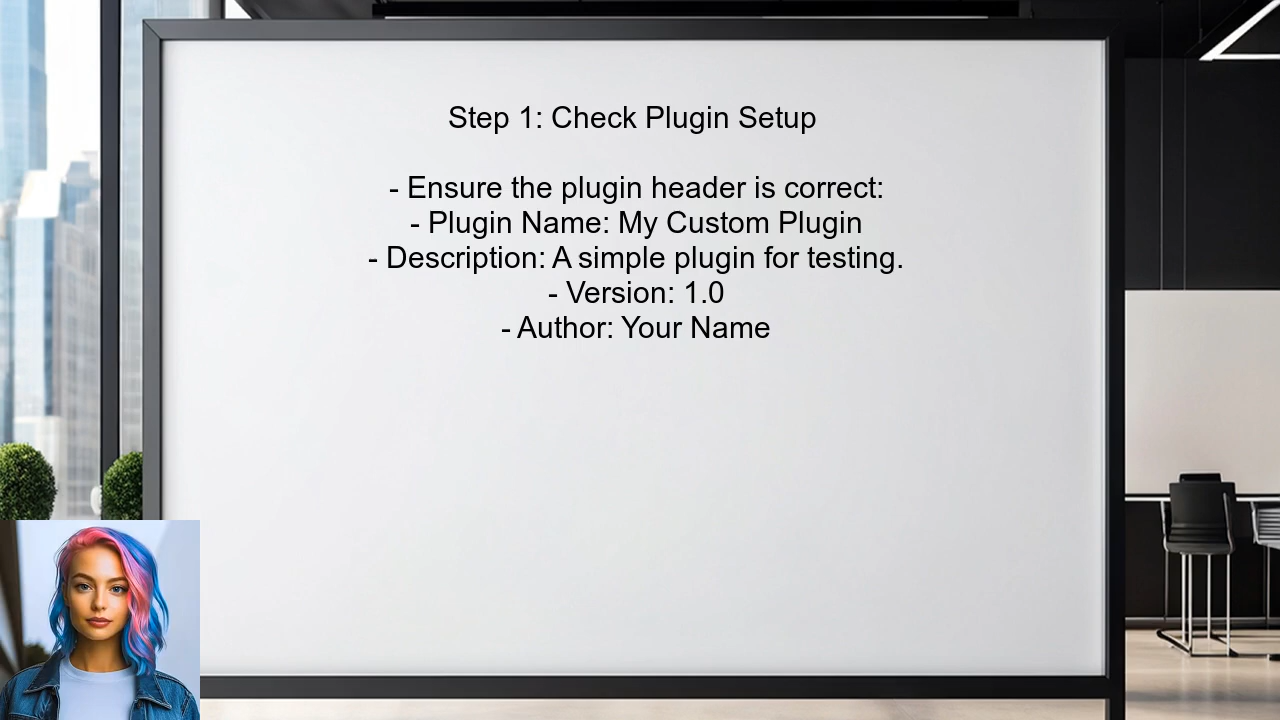 Step 1: Check Plugin Setup
- Ensure the plugin header is correct:
- Plugin Name: My Custom Plugin
- Description: A simple plugin for testing.
- Version: 1.0
- Author: Your Name